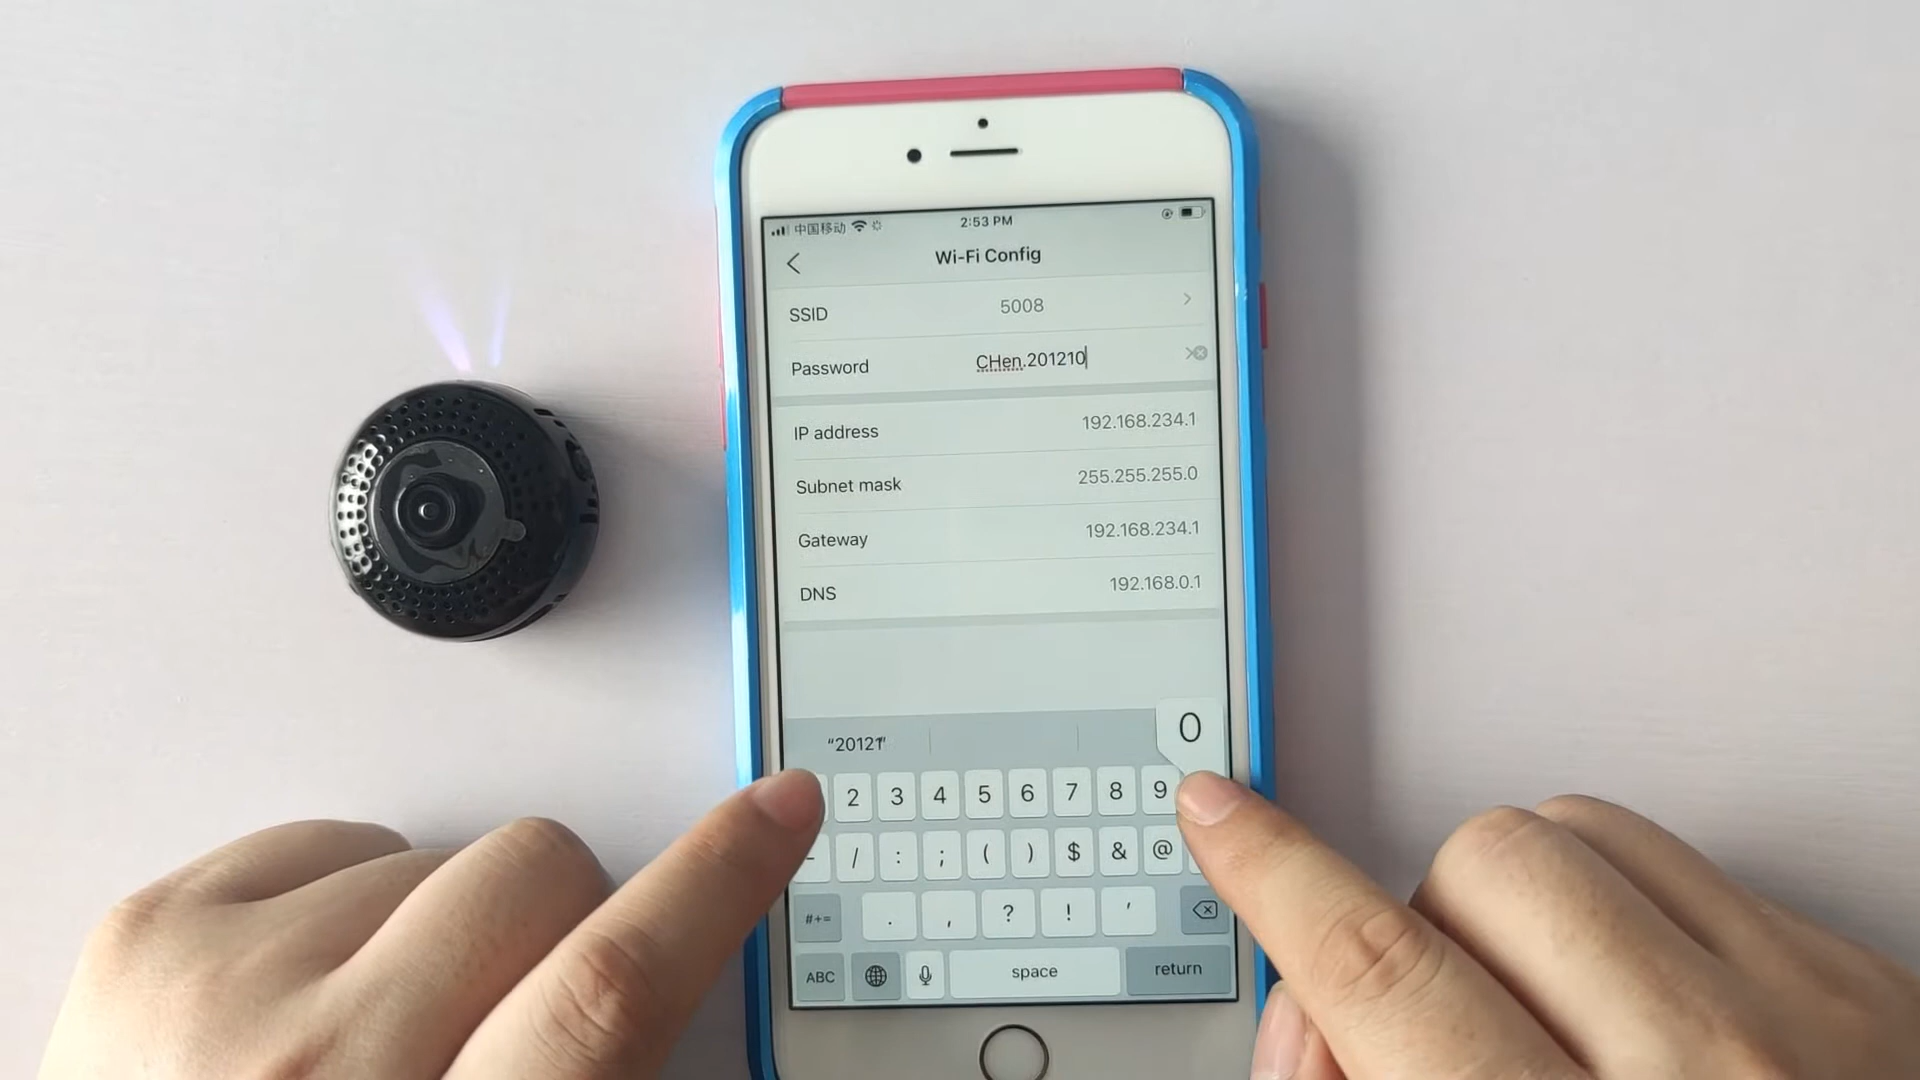 中国移动 2:53 PM
Wi-Fi Config
SSID 5008
Password CHen.201210
IP address 192.168.234.1
Subnet mask 255.255.255.0
Gateway 192.168.234.1
DNS 192.168.0.1
0
2 3 4 5 6 7 8 9
- / : ; ( ) $ & @
#+= . , ? ! ’
ABC space return